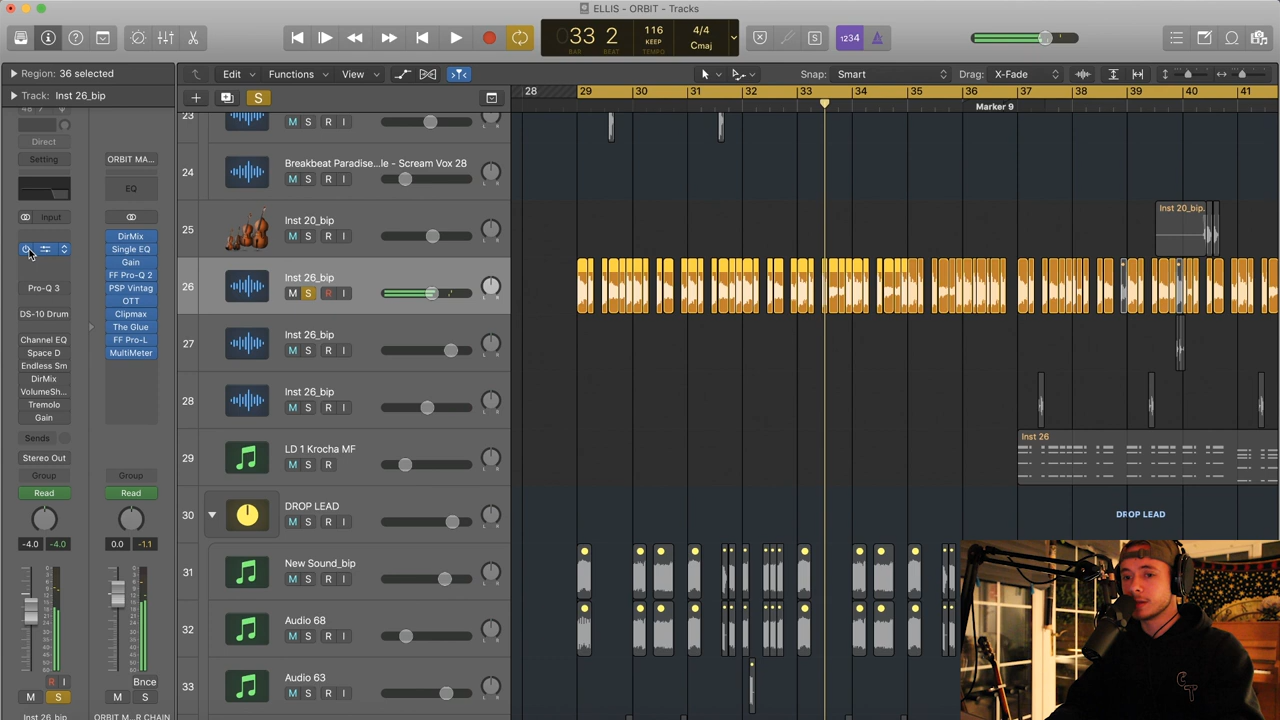 ELLIS - ORBIT - Tracks
33 2
BAR BEAT
116
KEEP
TEMPO
4/4
Cmaj
1234
Region: 36 selected
Edit Functions View
Snap: Smart
Drag: X-Fade
Track: Inst 26_bip
S
28 29 30 31 32 33 34 35 36 37 38 39 40 41
Marker 9
Direct
Setting
ORBIT MA...
EQ
Input
DirMix
Single EQ
Gain
FF Pro-Q 2
Pro-Q 3
PSP Vintag
OTT
DS-10 Drum
Clipmax
The Glue
Channel EQ
FF Pro-L
Space D
MultiMeter
Endless Sm
DirMix
VolumeSh...
Tremolo
Gain
Sends
Stereo Out
Group
Group
Read
Read
-4.0 -4.0
0.0 -1.1
R I
Bnce
M S
M S
Inst 26_bip
ORBIT M...R CHAIN
23
M S R I
24
Breakbeat Paradise...le - Scream Vox 28
M S R I
25
Inst 20_bip
M S R I
Inst 20_bip.
26
Inst 26_bip
M S R I
27
Inst 26_bip
M S R I
28
Inst 26_bip
M S R I
29
LD 1 Krocha MF
M S R
Inst 26
30
DROP LEAD
M S R I
DROP LEAD
31
New Sound_bip
M S R I
32
Audio 68
M S R I
33
Audio 63
M S R I